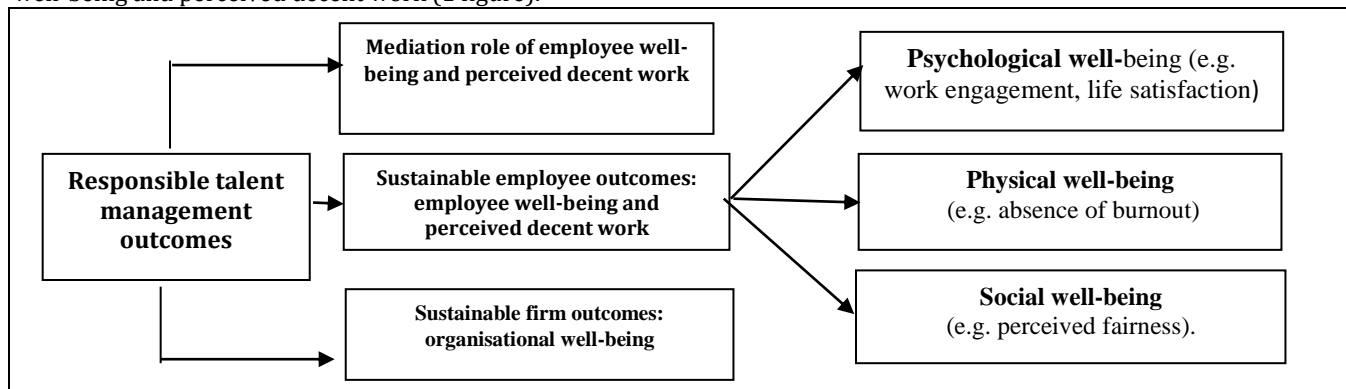 well-being and perceived decent work (2 figure).
Mediation role of employee well-
being and perceived decent work
Psychological well-being (e.g.
work engagement, life satisfaction)
Responsible talent
management
outcomes
Sustainable employee outcomes:
employee well-being and
perceived decent work
Physical well-being
(e.g. absence of burnout)
Sustainable firm outcomes:
organisational well-being
Social well-being
(e.g. perceived fairness).